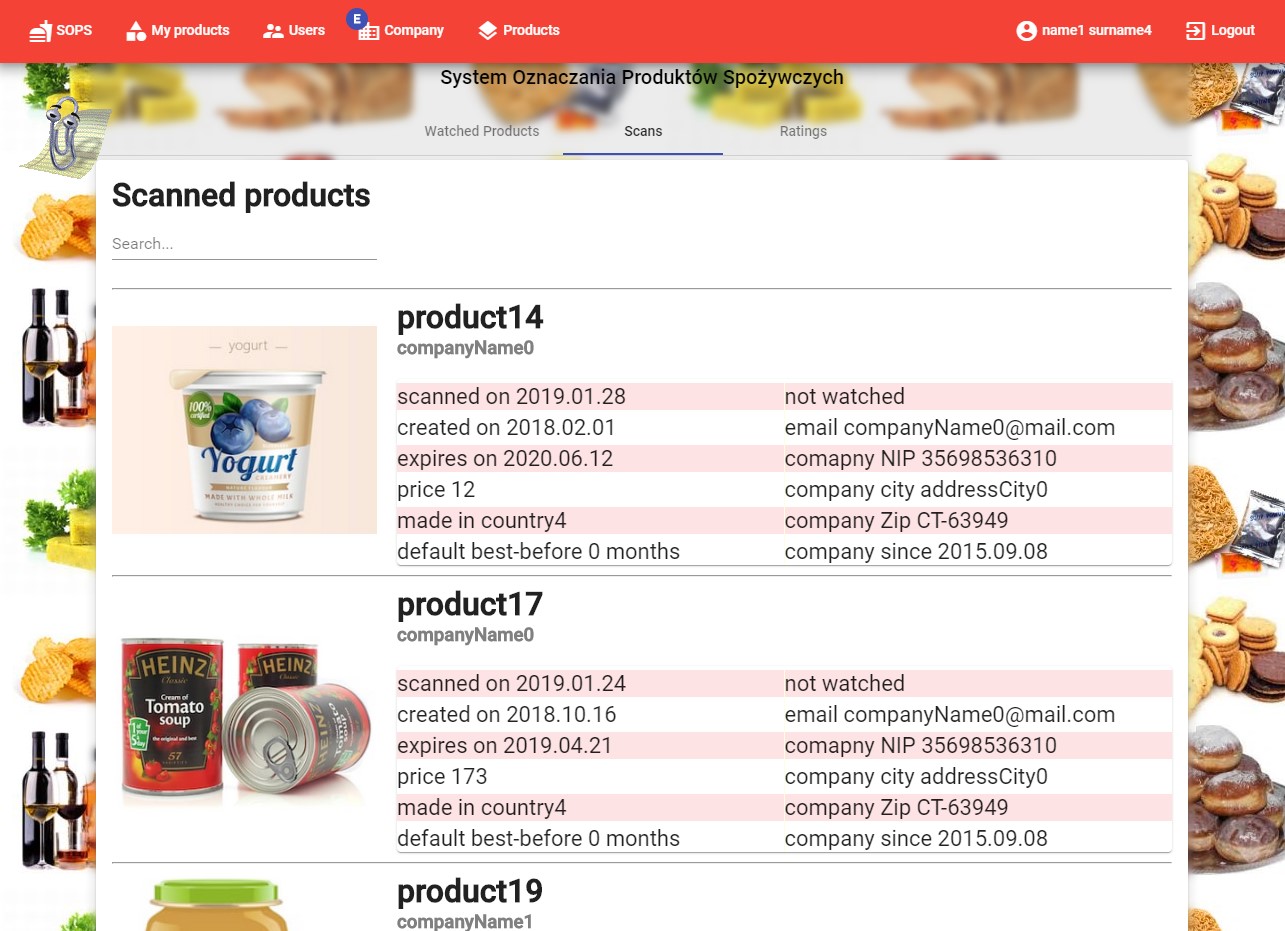 SOPS My products Users E Company Products name1 surname4 Logout
System Oznaczania Produktów Spożywczych
Watched Products Scans Ratings
Scanned products
Search...
product14
companyName0
— yogurt —
100%
certified
Yogurt
CREAMERY
MADE WITH WHOLE MILK
scanned on 2019.01.28 not watched
created on 2018.02.01 email companyName0@mail.com
expires on 2020.06.12 comapny NIP 35698536310
price 12 company city addressCity0
made in country4 company Zip CT-63949
default best-before 0 months company since 2015.09.08
product17
companyName0
HEINZ
Classic
Cream of
Tomato
soup
the original and best
57
HEINZ
Classic
HEINZ
Tomato
soup
scanned on 2019.01.24 not watched
created on 2018.10.16 email companyName0@mail.com
expires on 2019.04.21 comapny NIP 35698536310
price 173 company city addressCity0
made in country4 company Zip CT-63949
default best-before 0 months company since 2015.09.08
product19
companyName1